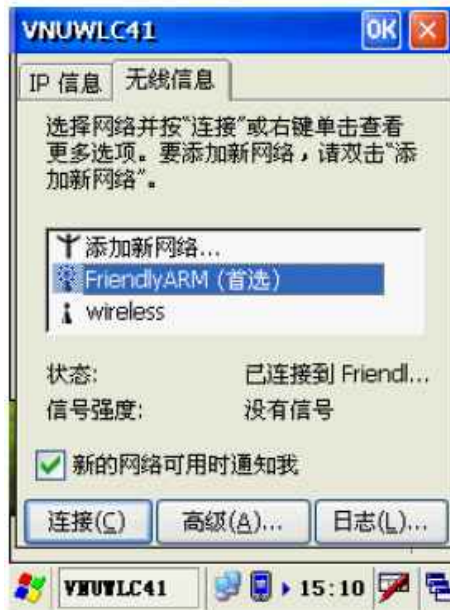 VNUWLC41 OK
IP 信息 无线信息
选择网络并按“连接”或右键单击查看
更多选项。要添加新网络，请双击“添
加新网络”。
添加新网络...
FriendlyARM (首选)
wireless
状态: 已连接到 Friendl...
信号强度: 没有信号
新的网络可用时通知我
连接(C) 高级(A)... 日志(L)...
VNUWLC41 15:10